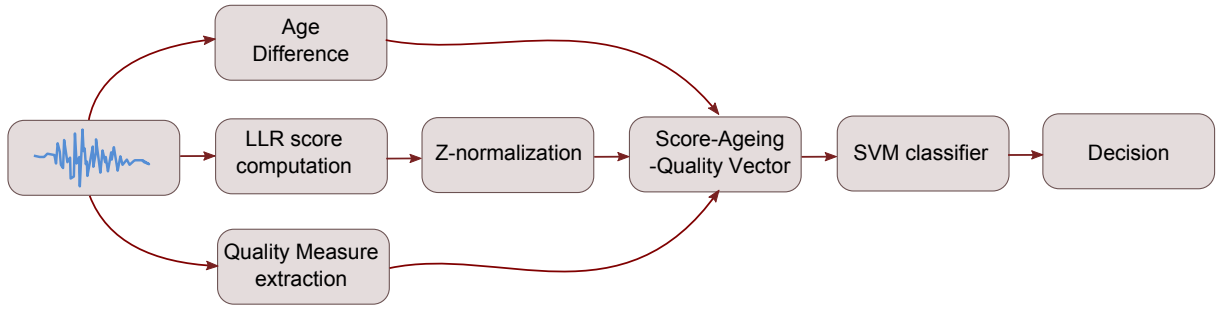 Age
Difference
LLR score
computation
Z-normalization
Score-Ageing
-Quality Vector
SVM classifier
Decision
Quality Measure
extraction